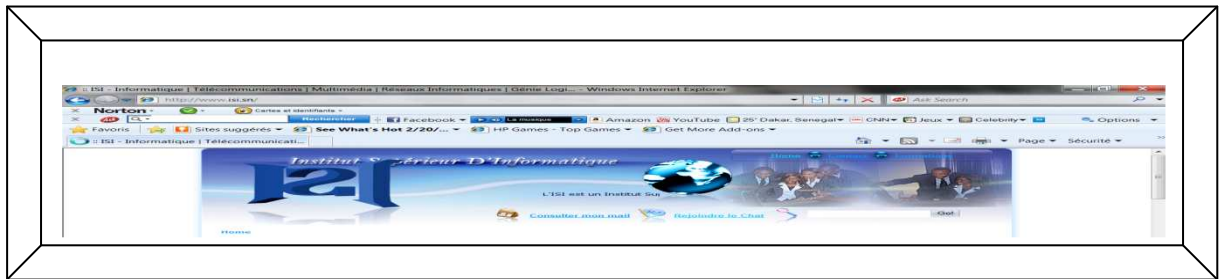 :: ISI - Informatique | Télécommunications | Multimédia | Réseaux Informatiques | Génie Logi... - Windows Internet Explorer
http://www.isi.sn/ Ask Search
Norton Cartes et identifiants
Rechercher Facebook La musique Amazon YouTube 25° Dakar, Senegal CNN Jeux Celebrity Options
Favoris Sites suggérés See What's Hot 2/20/... HP Games - Top Games Get More Add-ons
:: ISI - Informatique | Télécommunicati... Page Sécurité
Institut Supérieur D'Informatique Home
ISI
L'ISI est un Institut Su
Consulter mon mail Rejoindre le Chat Go!
Home